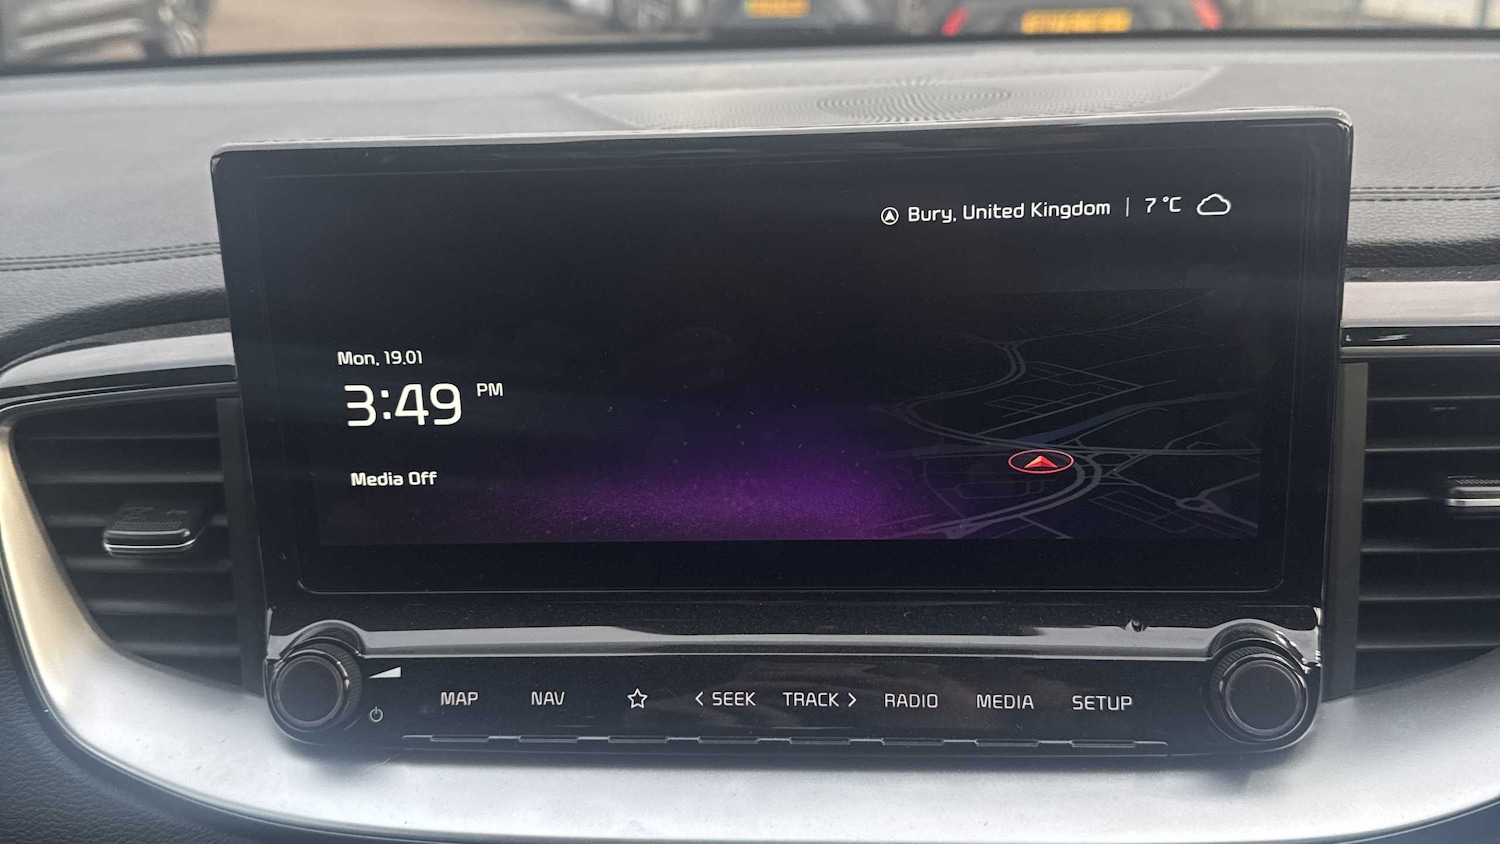 Bury, United Kingdom | 7 °C
Mon, 19.01
3:49 PM
Media Off
MAP NAV < SEEK TRACK > RADIO MEDIA SETUP